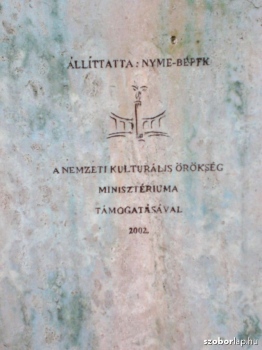 ÁLLÍTTATTA : NYME-BEPFK
A NEMZETI KULTURÁLIS ÖRÖKSÉG
MINISZTÉRIUMA
TÁMOGATÁSÁVAL
2002.
szoborlap.hu